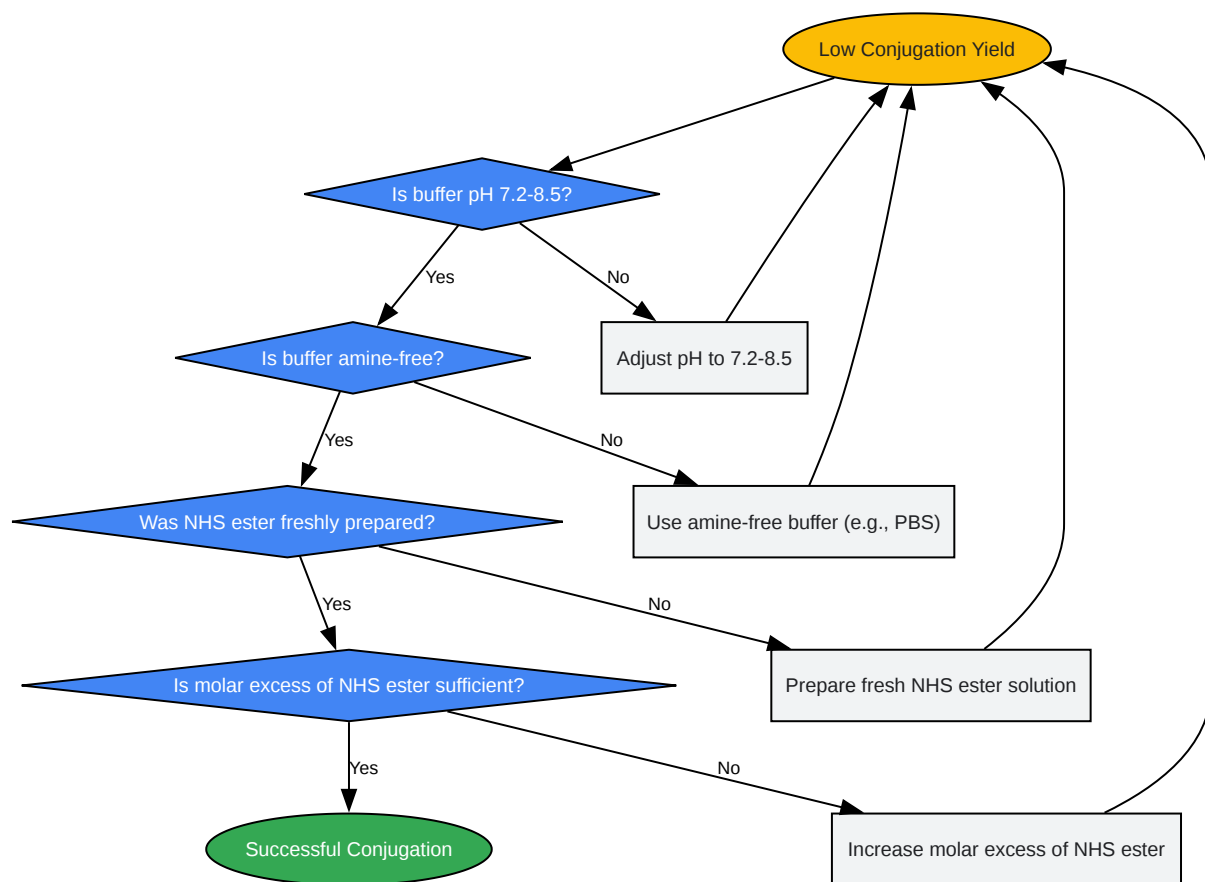 Low Conjugation Yield
Is buffer pH 7.2-8.5?
Yes
No
Is buffer amine-free?
Adjust pH to 7.2-8.5
Yes
No
Was NHS ester freshly prepared?
Use amine-free buffer (e.g., PBS)
Yes
No
Is molar excess of NHS ester sufficient?
Prepare fresh NHS ester solution
Yes
No
Successful Conjugation
Increase molar excess of NHS ester